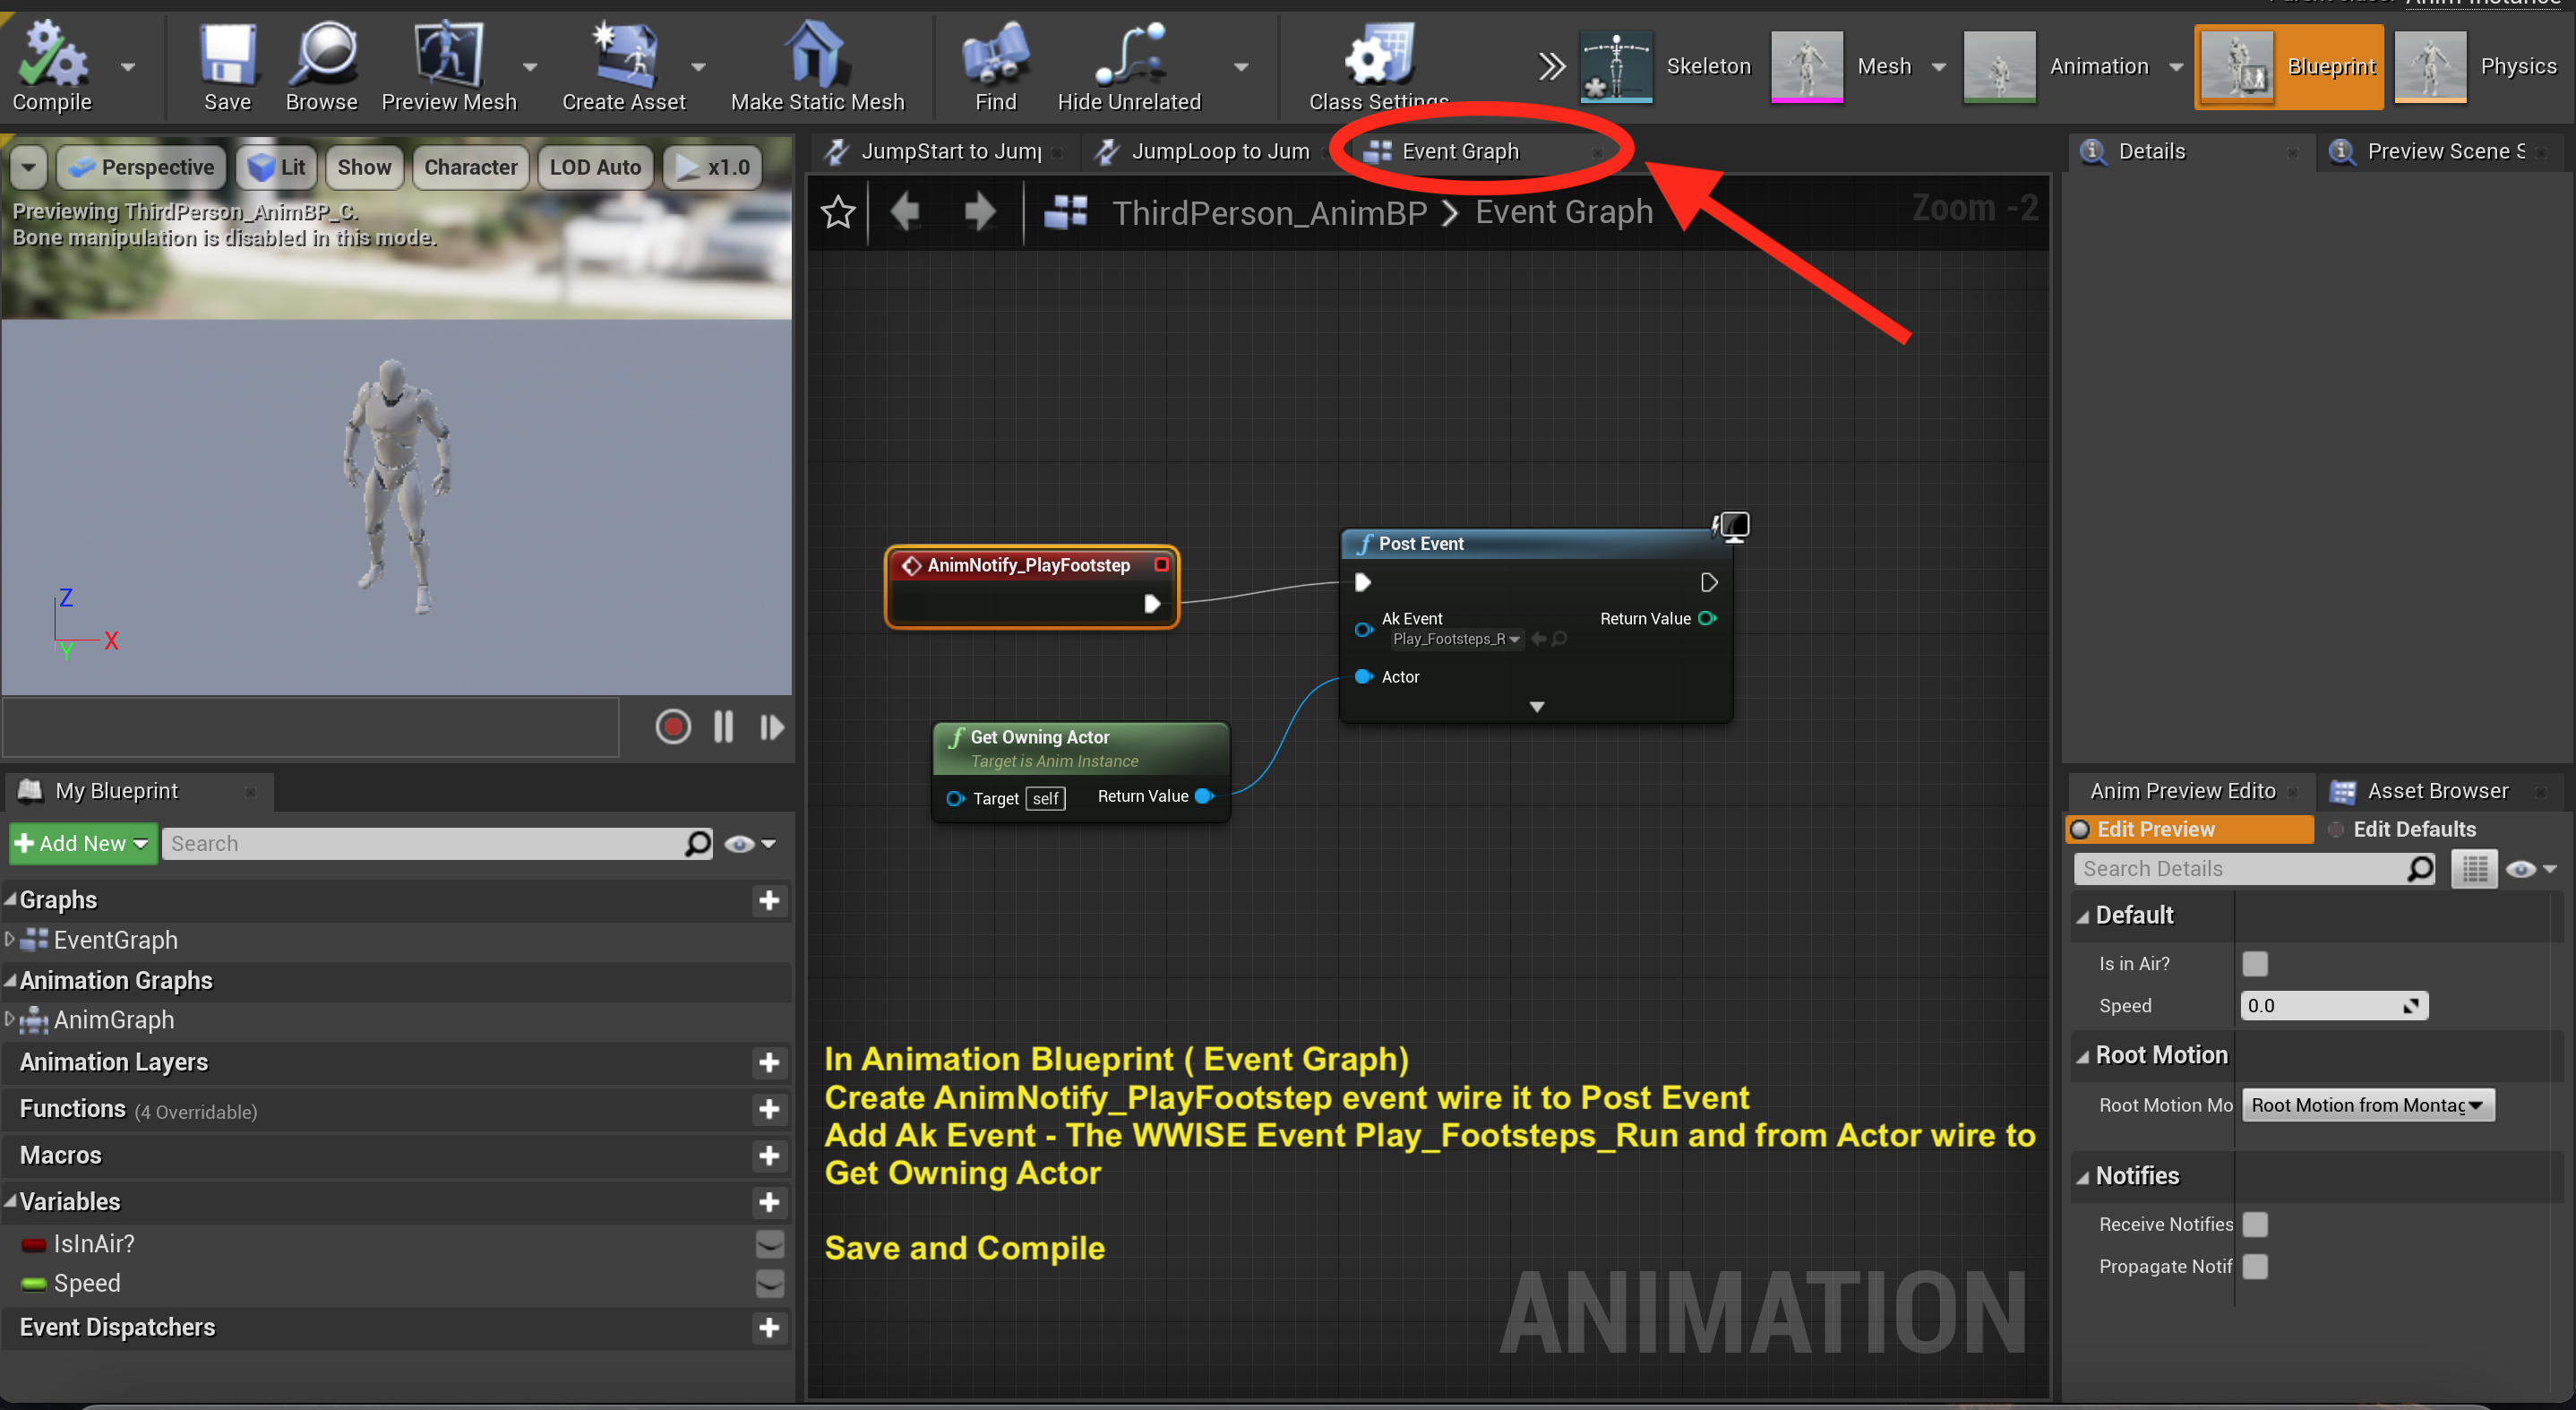 Compile
Save
Browse
Preview Mesh
Create Asset
Make Static Mesh
Find
Hide Unrelated
Class Settings
Skeleton
Mesh
Animation
Blueprint
Physics
Perspective
Lit
Show
Character
LOD Auto
x1.0
Previewing ThirdPerson_AnimBP_C.
Bone manipulation is disabled in this mode.
Z
X
Y
My Blueprint
Add New
Search
Graphs
EventGraph
Animation Graphs
AnimGraph
Animation Layers
Functions (4 Overridable)
Macros
Variables
IsInAir?
Speed
Event Dispatchers
JumpStart to Jum
JumpLoop to Jum
Event Graph
ThirdPerson_AnimBP > Event Graph
Zoom -2
AnimNotify_PlayFootstep
Post Event
Ak Event
Play_Footsteps_R
Return Value
Actor
Get Owning Actor
Target is Anim Instance
Target self Return Value
In Animation Blueprint ( Event Graph)
Create AnimNotify_PlayFootstep event wire it to Post Event
Add Ak Event - The WWISE Event Play_Footsteps_Run and from Actor wire to
Get Owning Actor
Save and Compile
ANIMATION
Details
Preview Scene S
Anim Preview Edito
Asset Browser
Edit Preview
Edit Defaults
Search Details
Default
Is in Air?
Speed 0.0
Root Motion
Root Motion Mo Root Motion from Montag
Notifies
Receive Notifies
Propagate Notif